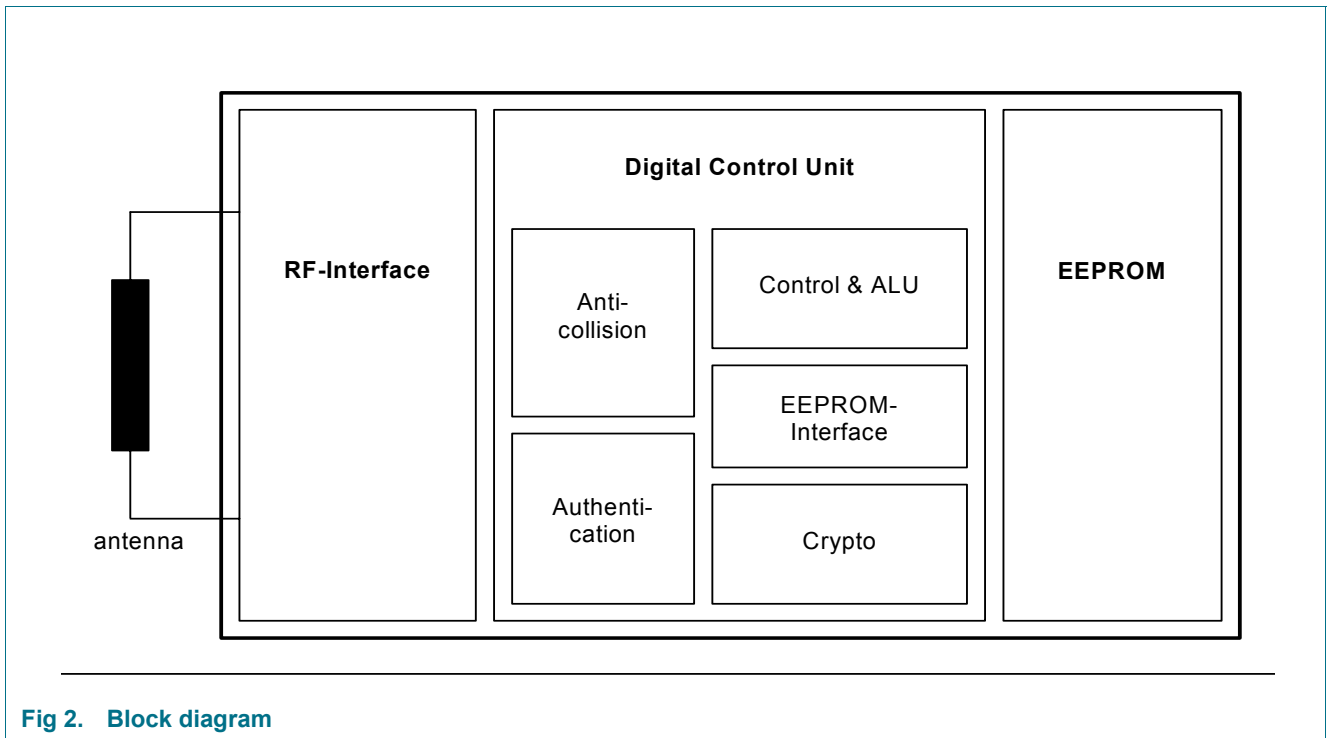 Digital Control Unit
RF-Interface
EEPROM
Anti-
collision
Control & ALU
EEPROM-
Interface
Authenti-
cation
Crypto
antenna
Fig 2. Block diagram